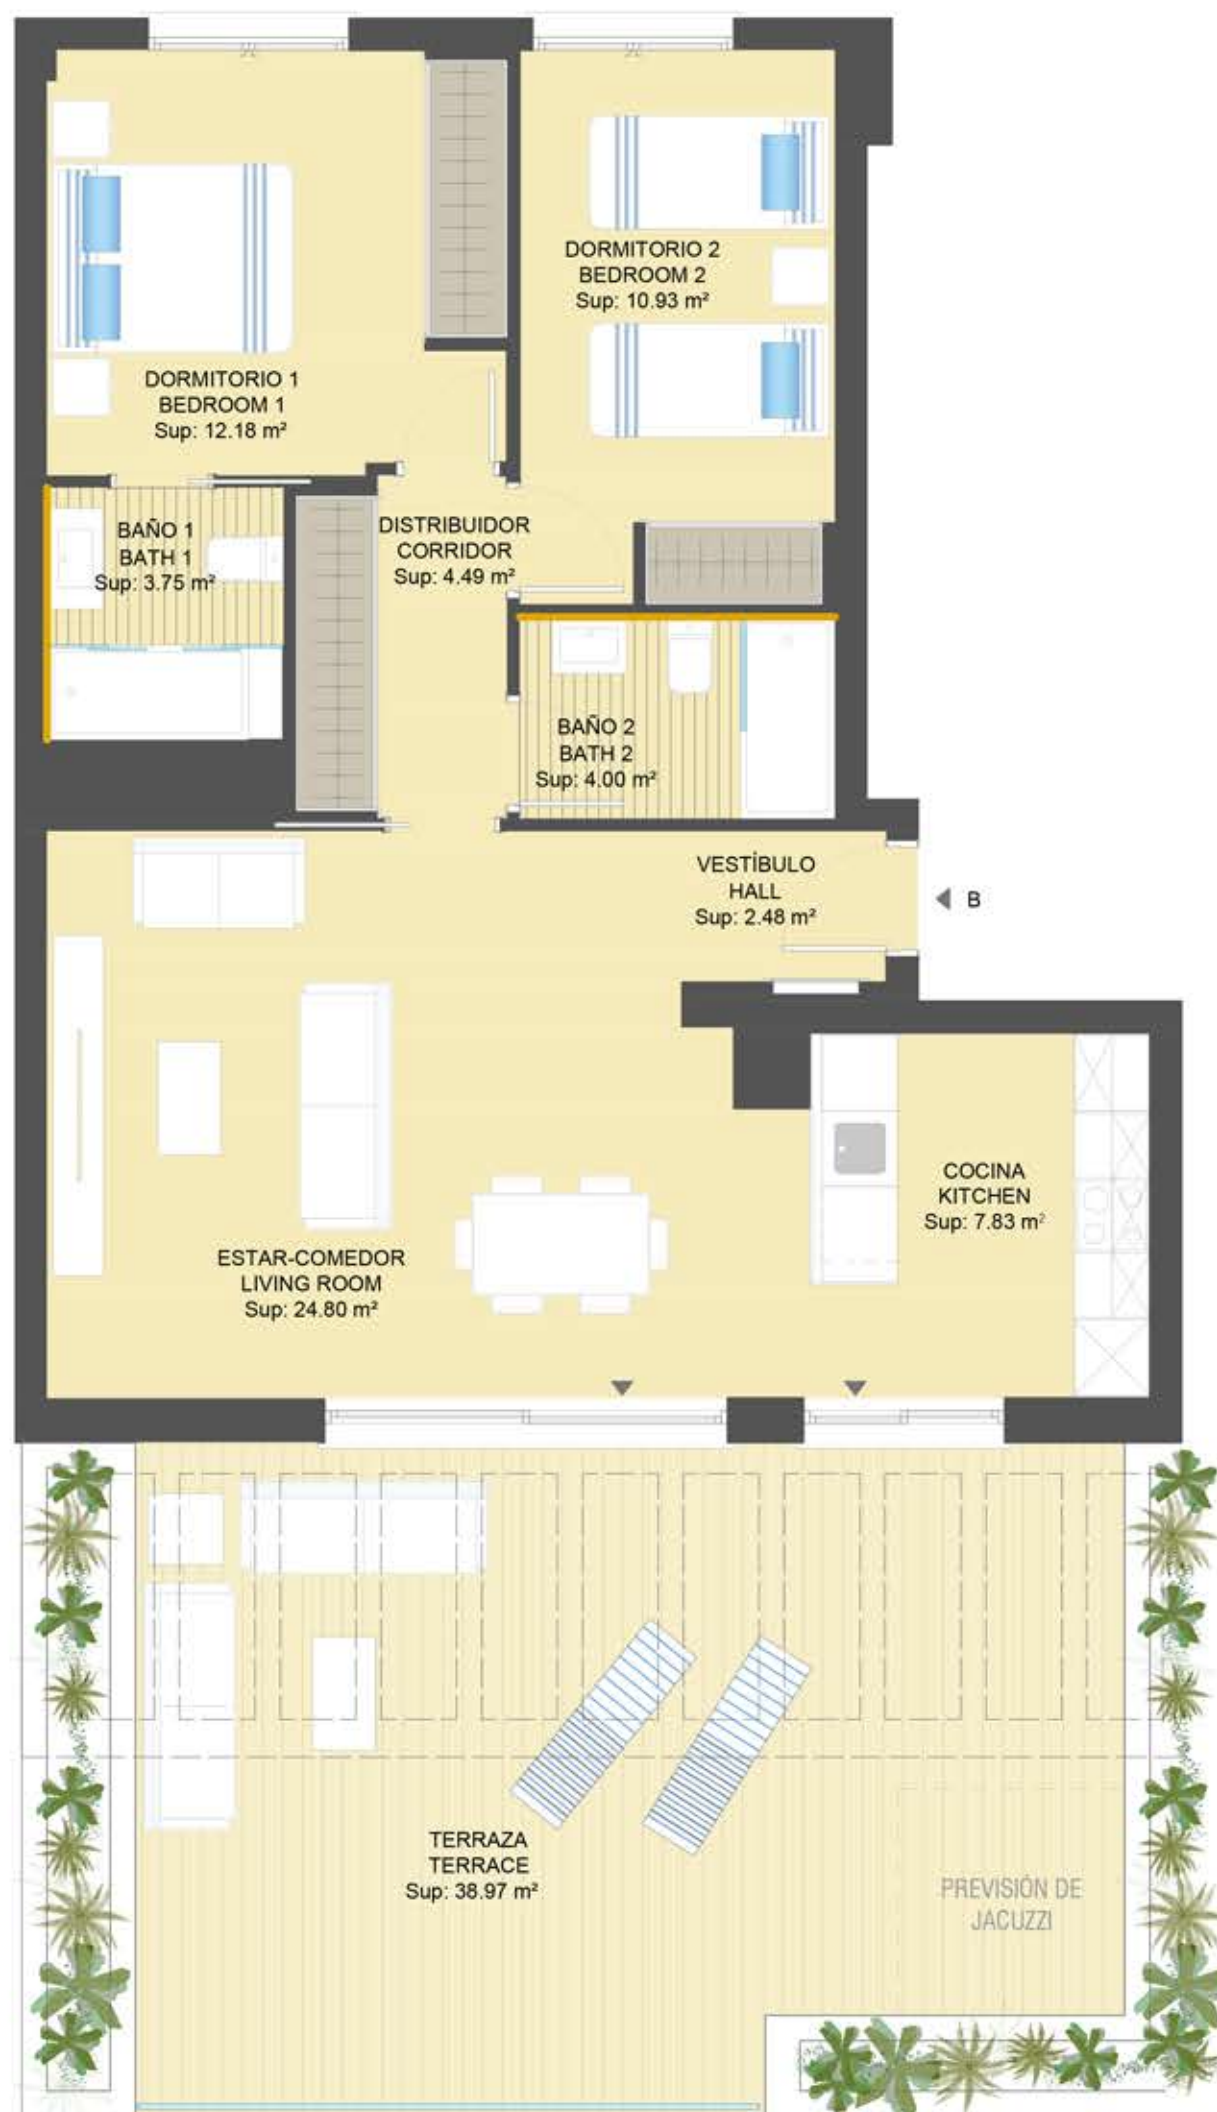 DORMITORIO 2
BEDROOM 2
Sup: 10.93 m²
DORMITORIO 1
BEDROOM 1
Sup: 12.18 m²
BAÑO 1
BATH 1
Sup: 3.75 m²
DISTRIBUIDOR
CORRIDOR
Sup: 4.49 m²
BAÑO 2
BATH 2
Sup: 4.00 m²
VESTÍBULO
HALL
Sup: 2.48 m²
B
COCINA
KITCHEN
Sup: 7.83 m²
ESTAR-COMEDOR
LIVING ROOM
Sup: 24.80 m²
TERRAZA
TERRACE
Sup: 38.97 m²
PREVISIÓN DE
JACUZZI